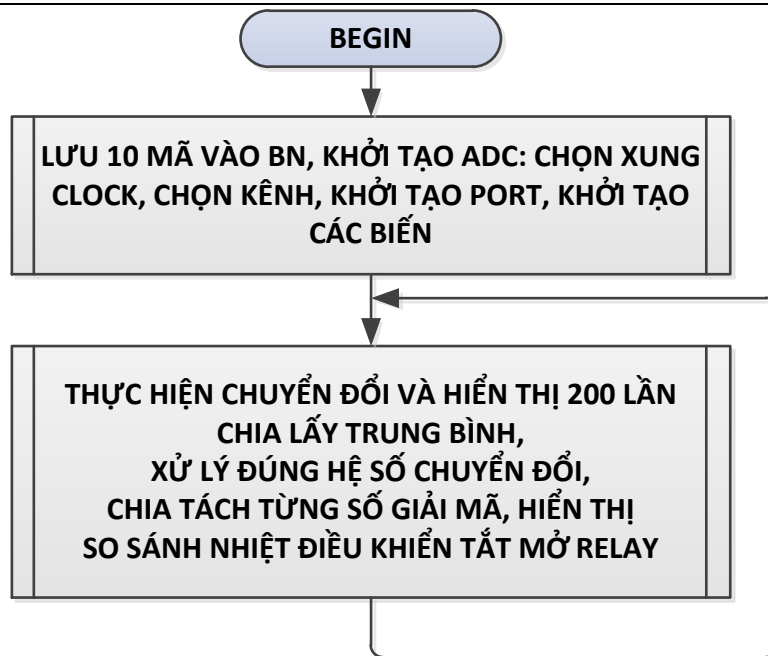 BEGIN
LƯU 10 MÃ VÀO BN, KHỞI TẠO ADC: CHỌN XUNG
CLOCK, CHỌN KÊNH, KHỞI TẠO PORT, KHỞI TẠO
CÁC BIẾN
THỰC HIỆN CHUYỂN ĐỔI VÀ HIỂN THỊ 200 LẦN
CHIA LẤY TRUNG BÌNH,
XỬ LÝ ĐÚNG HỆ SỐ CHUYỂN ĐỔI,
CHIA TÁCH TỪNG SỐ GIẢI MÃ, HIỂN THỊ
SO SÁNH NHIỆT ĐIỀU KHIỂN TẮT MỞ RELAY